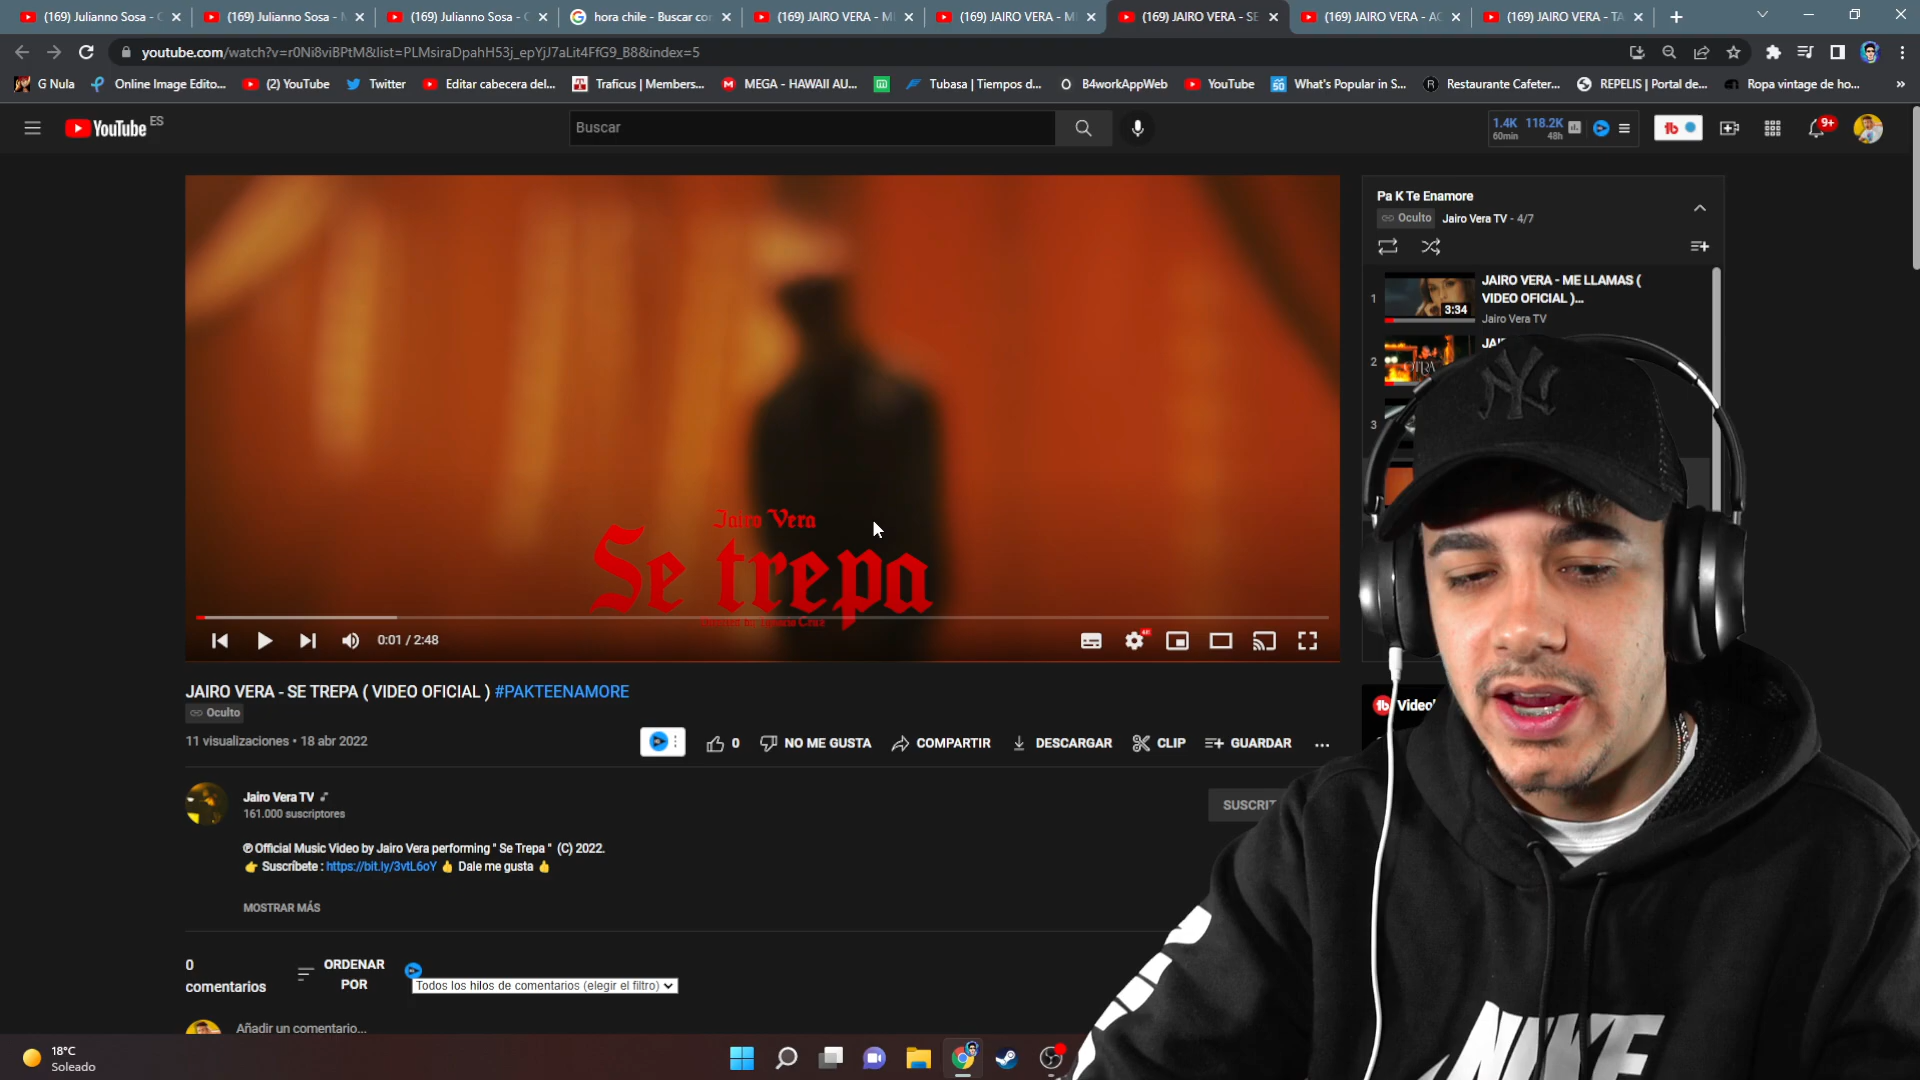 (169) Julianno Sosa - C
(169) Julianno Sosa - M
(169) Julianno Sosa - C
hora chile - Buscar co
(169) JAIRO VERA - M
(169) JAIRO VERA - M
(169) JAIRO VERA - SE
(169) JAIRO VERA - AC
(169) JAIRO VERA - TA
youtube.com/watch?v=r0Ni8viBPtM&list=PLMsiraDpahH53j_epYjJ7aLit4FfG9_B8&index=5
G Nula
Online Image Edito...
(2) YouTube
Twitter
Editar cabecera del...
Traficus | Members...
MEGA - HAWAII AU...
Tubasa | Tiempos d...
B4workAppWeb
YouTube
What's Popular in S...
Restaurante Cafeter...
REPELIS | Portal de...
Ropa vintage de ho...
YouTube ES
Buscar
1.4K 118.2K
60min 48h
9+
Pa K Te Enamore
Oculto Jairo Vera TV - 4/7
1
JAIRO VERA - ME LLAMAS (
VIDEO OFICIAL )...
3:34
Jairo Vera TV
2
3
NY
Jairo Vera
Se trepa
0:01 / 2:48
JAIRO VERA - SE TREPA ( VIDEO OFICIAL ) #PAKTEENAMORE
Oculto
11 visualizaciones • 18 abr 2022
0
NO ME GUSTA
COMPARTIR
DESCARGAR
CLIP
GUARDAR
Jairo Vera TV
161.000 suscriptores
SUSCRIT
℗ Official Music Video by Jairo Vera performing " Se Trepa " (C) 2022.
👉 Suscríbete : https://bit.ly/3vtL6oY 👍 Dale me gusta 👍
MOSTRAR MÁS
0
comentarios
ORDENAR
POR
Todos los hilos de comentarios (elegir el filtro)
Añadir un comentario...
18°C
Soleado
NIKE